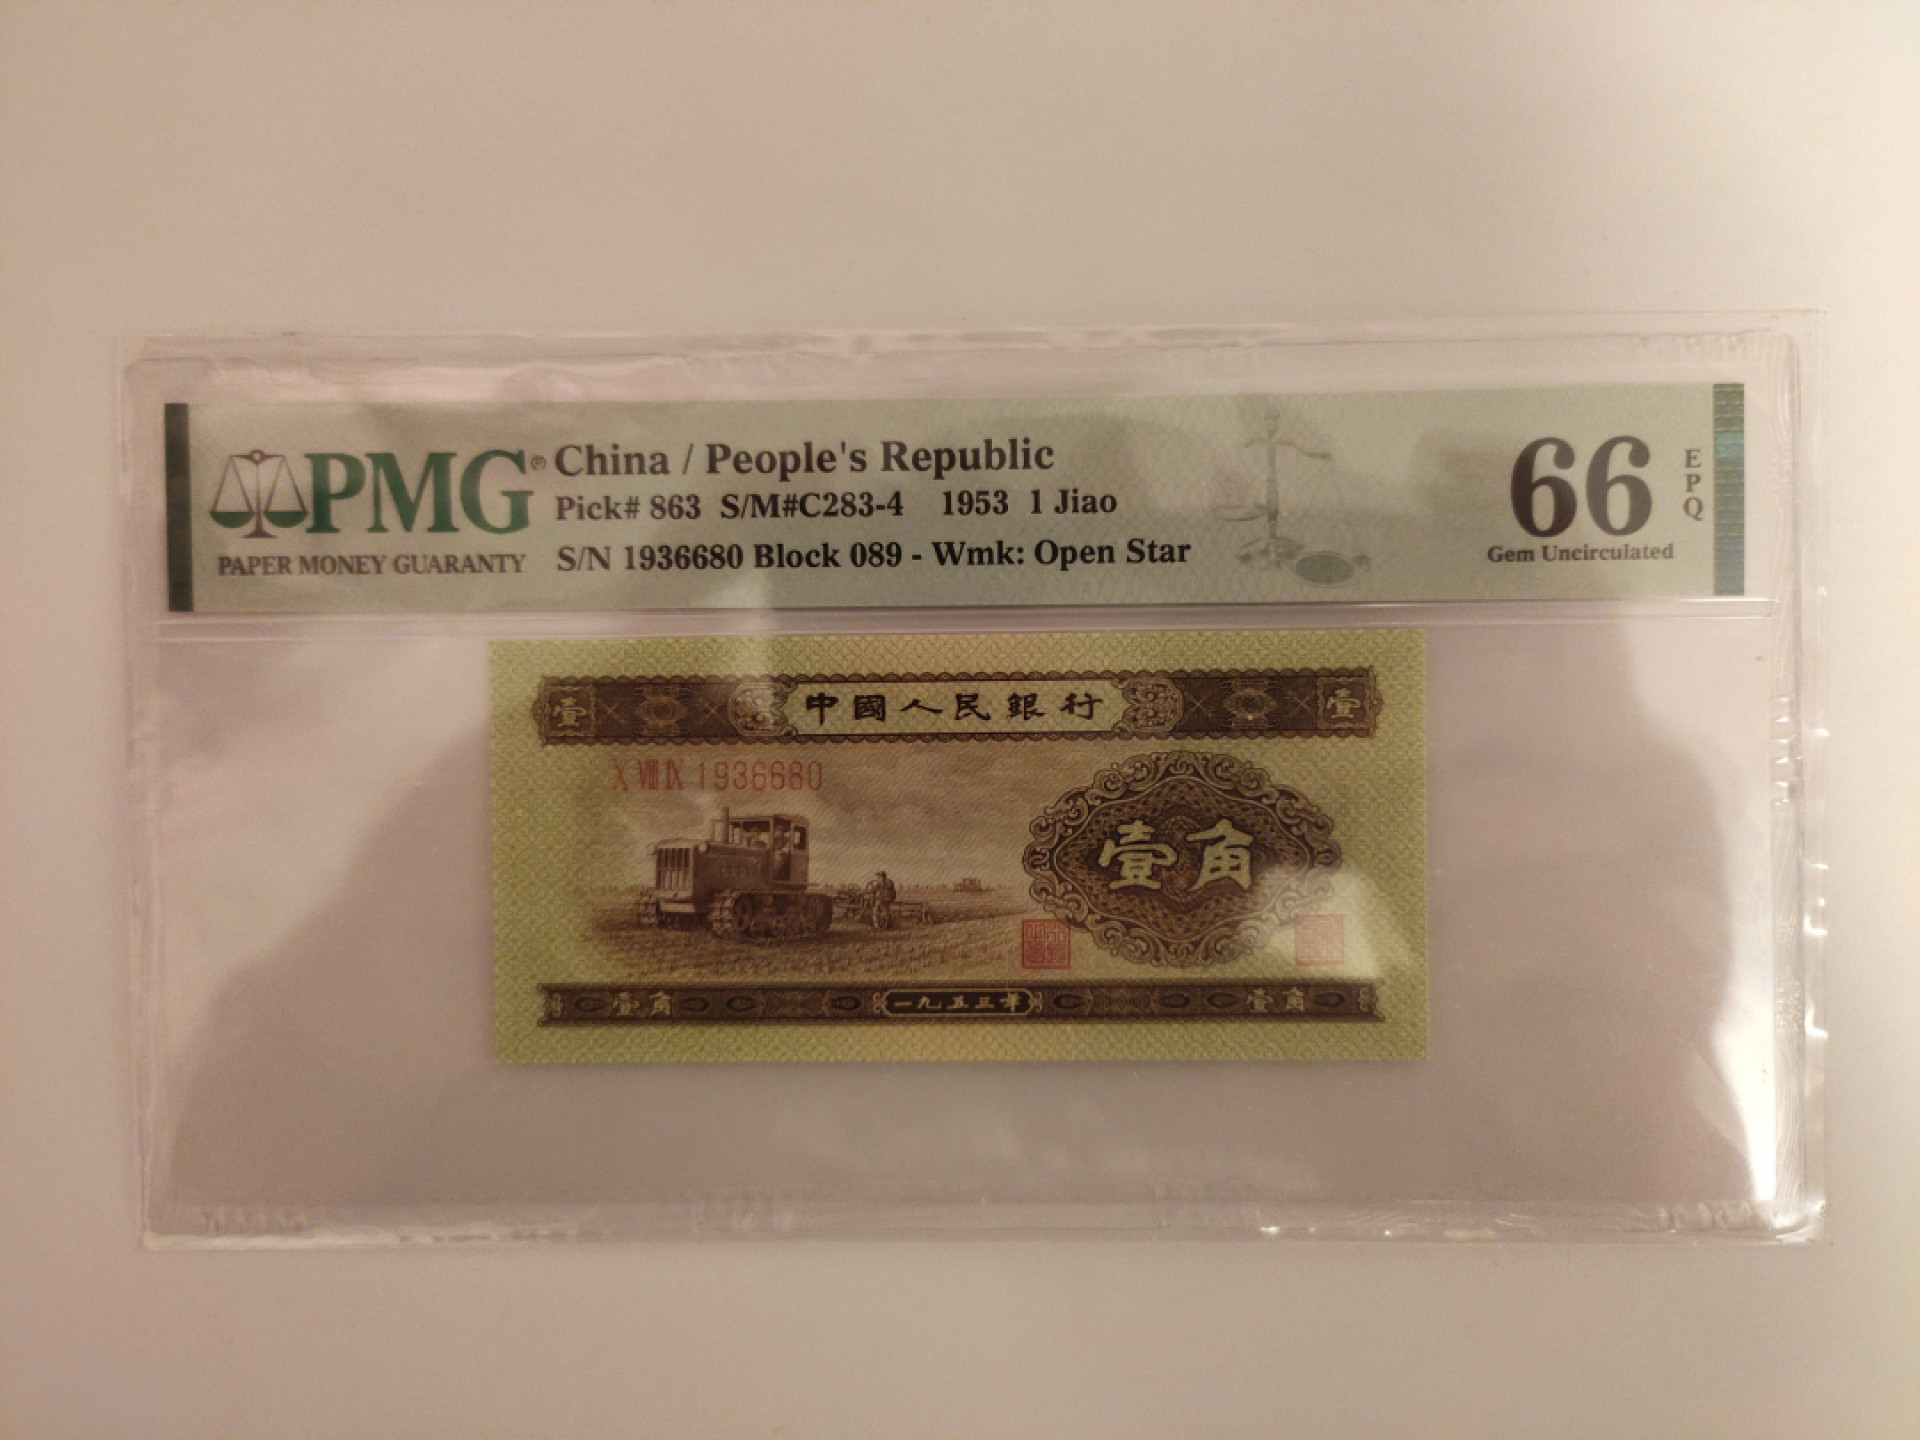 PMG®
PAPER MONEY GUARANTY
China / People's Republic
Pick# 863 S/M#C283-4 1953 1 Jiao
S/N 1936680 Block 089 - Wmk: Open Star
66
EPQ
Gem Uncirculated
壹 中國人民銀行 壹
X VIII IX 1936680
壹角
壹角 一九五三年 壹角